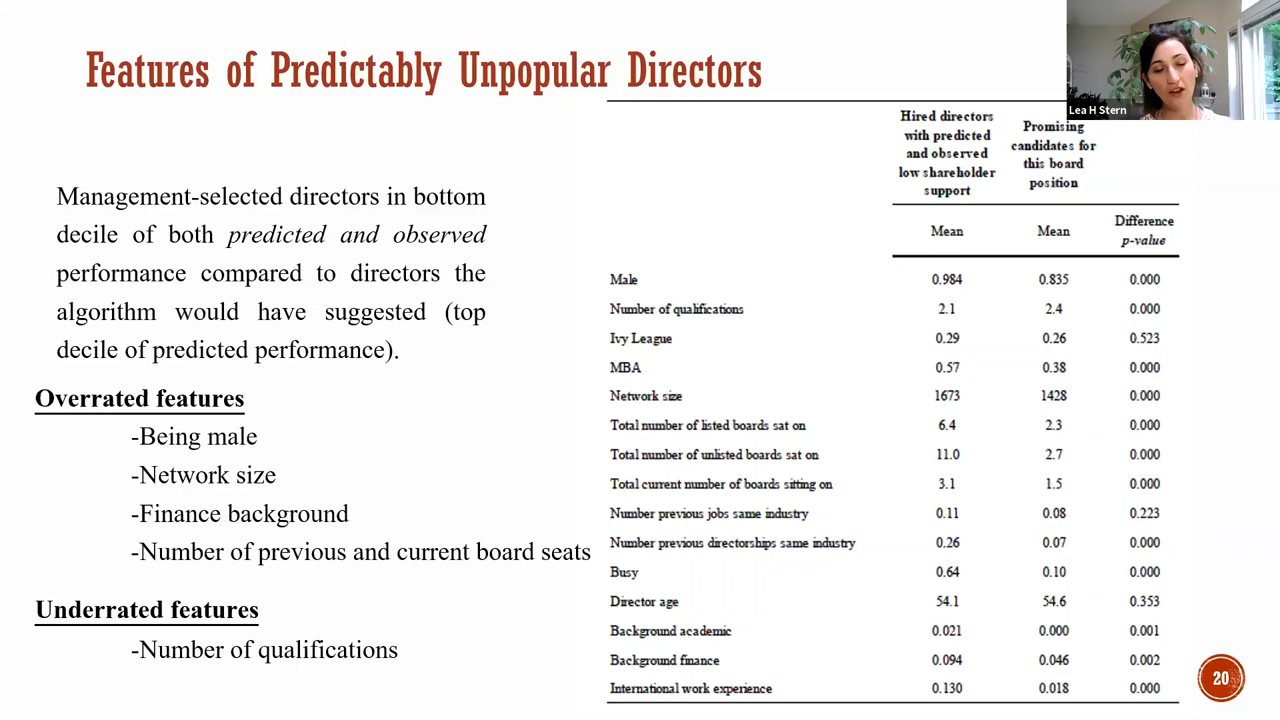 Features of Predictably Unpopular Directors
Lea H Stern
Management-selected directors in bottom
decile of both predicted and observed
performance compared to directors the
algorithm would have suggested (top
decile of predicted performance).
Overrated features
-Being male
-Network size
-Finance background
-Number of previous and current board seats
Underrated features
-Number of qualifications
Hired directors
with predicted
and observed
low shareholder
support
Promising
candidates for
this board
position
Mean Mean Difference
p-value
Male 0.984 0.835 0.000
Number of qualifications 2.1 2.4 0.000
Ivy League 0.29 0.26 0.523
MBA 0.57 0.38 0.000
Network size 1673 1428 0.000
Total number of listed boards sat on 6.4 2.3 0.000
Total number of unlisted boards sat on 11.0 2.7 0.000
Total current number of boards sitting on 3.1 1.5 0.000
Number previous jobs same industry 0.11 0.08 0.223
Number previous directorships same industry 0.26 0.07 0.000
Busy 0.64 0.10 0.000
Director age 54.1 54.6 0.353
Background academic 0.021 0.000 0.001
Background finance 0.094 0.046 0.002
International work experience 0.130 0.018 0.000
20